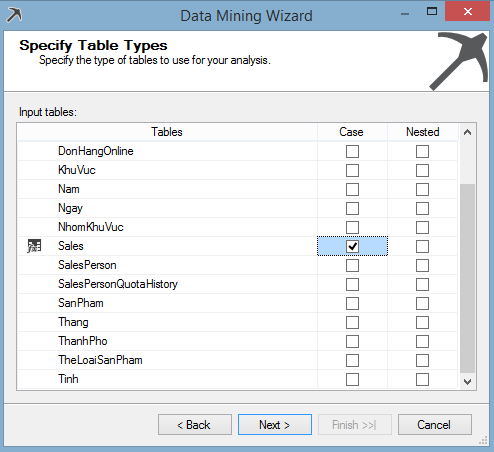 Data Mining Wizard
Specify Table Types
Specify the type of tables to use for your analysis.
Input tables:
Tables Case Nested
DonHangOnline
KhuVuc
Nam
Ngay
NhomKhuVuc
Sales
SalesPerson
SalesPersonQuotaHistory
SanPham
Thang
ThanhPho
TheLoaiSanPham
Tinh
< Back Next > Finish >>| Cancel